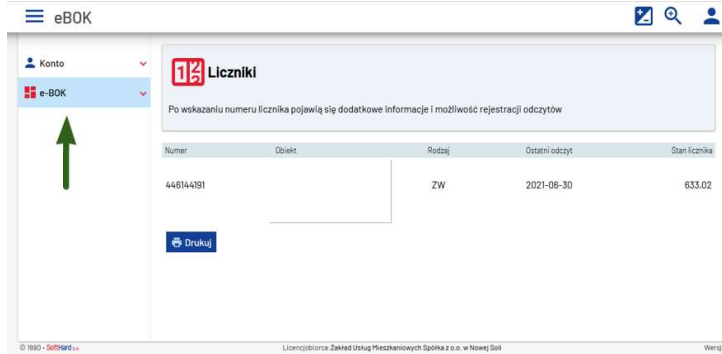 eBOK
Konto
e-BOK
Liczniki
Po wskazaniu numeru licznika pojawią się dodatkowe informacje i możliwość rejestracji odczytów
Numer Obiekt Rodzaj Ostatni odczyt Stan licznika
446144191 ZW 2021-06-30 633.02
Drukuj
© 1990 - SoftHard S.A. Licencjobiorca: Zakład Usług Mieszkaniowych Spółka z o.o. w Nowej Soli Wersj